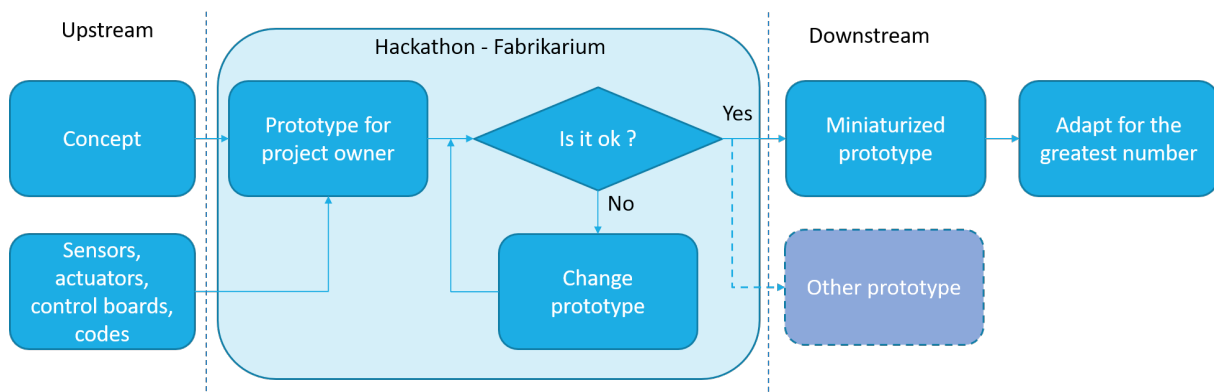 Upstream
Hackathon - Fabrikarium
Downstream
Concept
Prototype for
project owner
Is it ok ?
Yes
Miniaturized
prototype
Adapt for the
greatest number
No
Sensors,
actuators,
control boards,
codes
Change
prototype
Other prototype